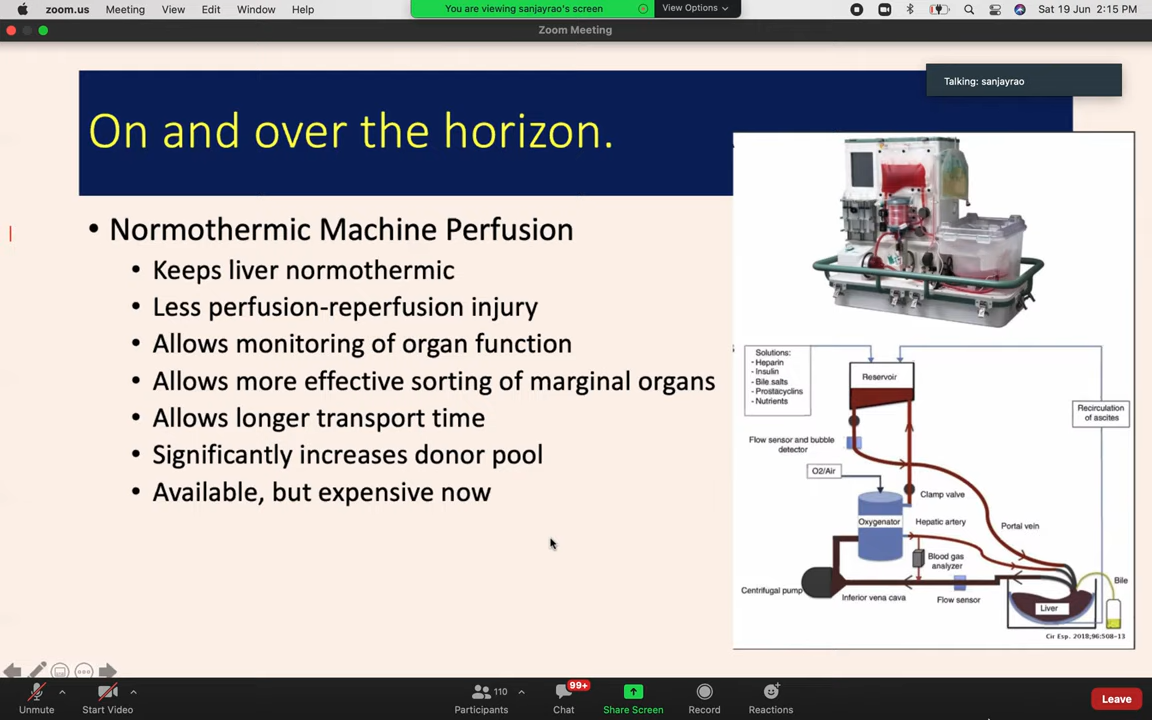 zoom.us Meeting View Edit Window Help
You are viewing sanjayrao's screen
View Options
Sat 19 Jun 2:15 PM
Zoom Meeting
Talking: sanjayrao
On and over the horizon.
• Normothermic Machine Perfusion
• Keeps liver normothermic
• Less perfusion-reperfusion injury
• Allows monitoring of organ function
• Allows more effective sorting of marginal organs
• Allows longer transport time
• Significantly increases donor pool
• Available, but expensive now
Solutions:
- Heparin
- Insulin
- Bile salts
- Prostacyclins
- Nutrients
Reservoir
Recirculation
of ascites
Flow sensor and bubble
detector
O2/Air
Clamp valve
Oxygenator
Hepatic artery
Portal vein
Blood gas
analyzer
Centrifugal pump
Inferior vena cava
Flow sensor
Liver
Bile
Cir Esp. 2018;96:508-13
Unmute
Start Video
110
Participants
99+
Chat
Share Screen
Record
Reactions
Leave